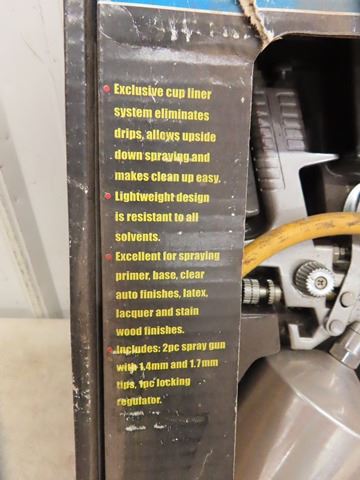 Exclusive cup liner
system eliminates
drips, allows upside
down spraying and
makes clean up easy.
Lightweight design
is resistant to all
solvents.
Excellent for spraying
primer, base, clear
auto finishes, latex,
lacquer and stain
wood finishes.
Includes: 2pc spray gun
with 1.4mm and 1.7mm
tips, 1pc locking
regulator.